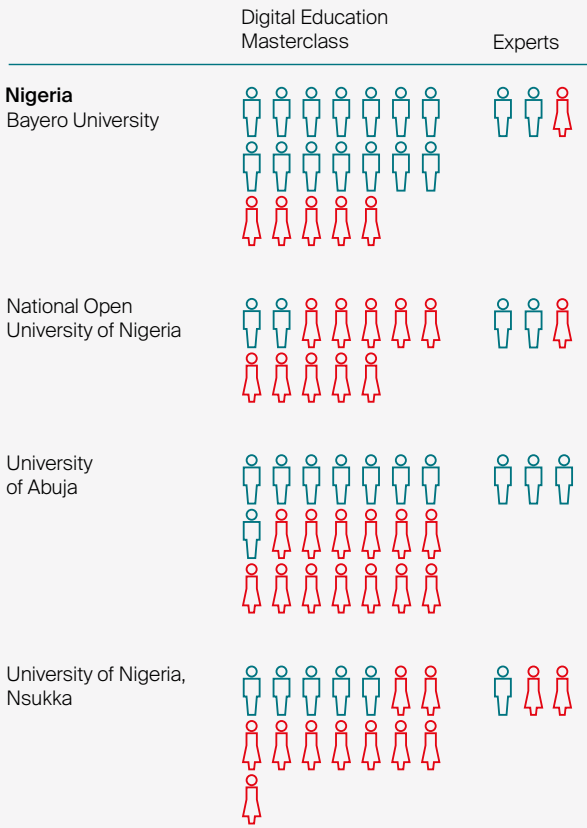 Digital Education
Masterclass
Experts
Nigeria
Bayero University
National Open
University of Nigeria
University
of Abuja
University of Nigeria,
Nsukka